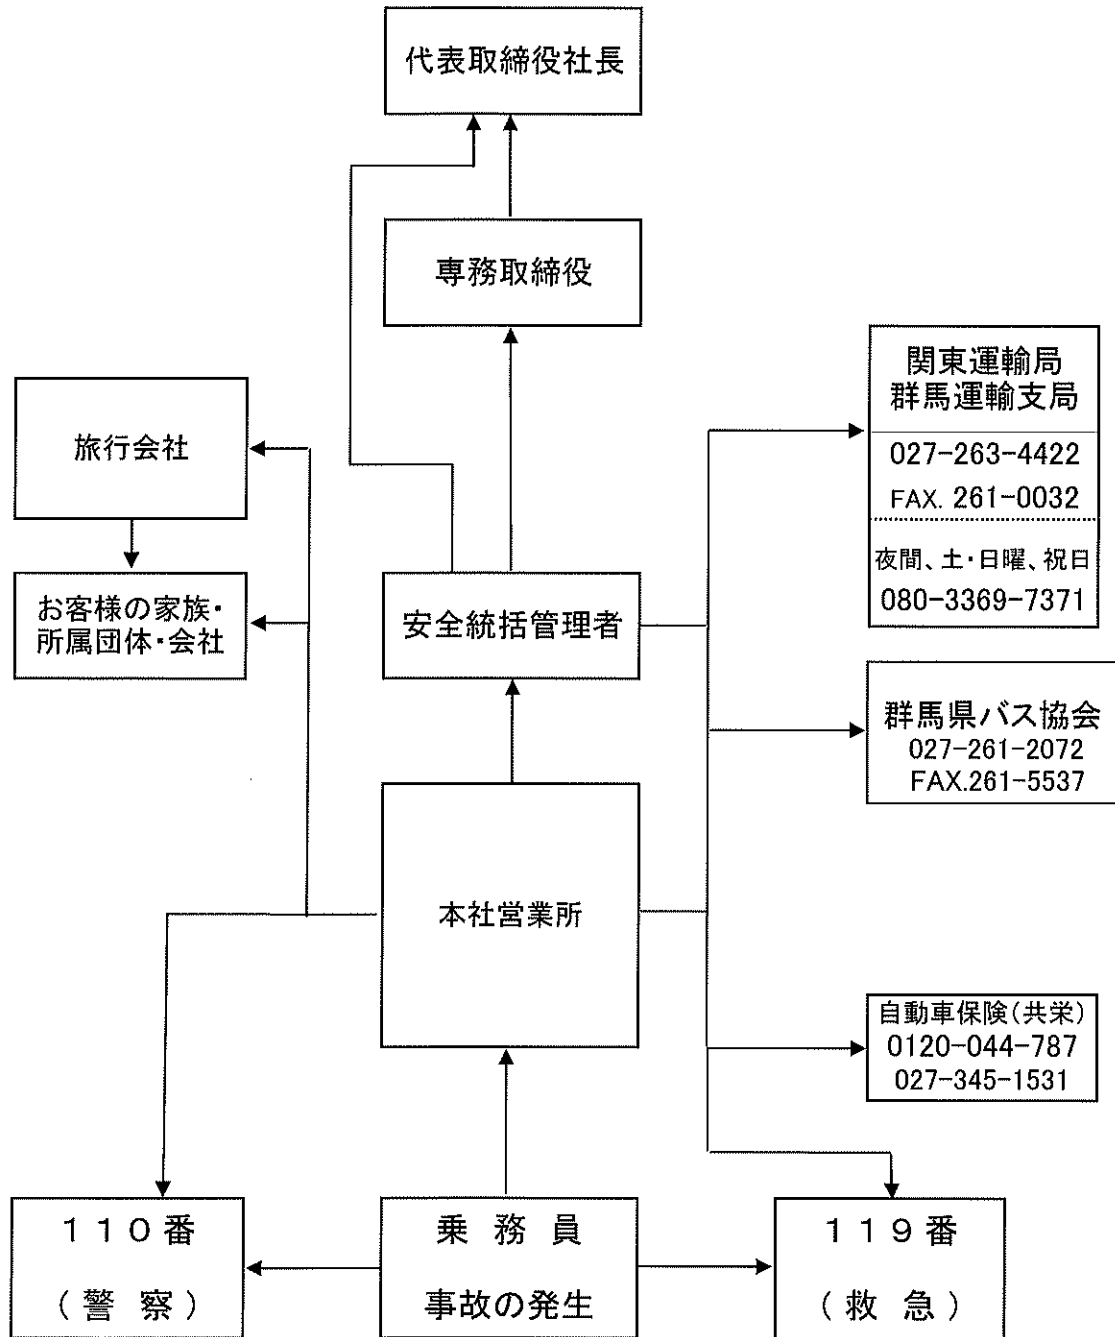 代表取締役社長
専務取締役
関東運輸局
群馬運輸支局
027-263-4422
FAX. 261-0032
夜間、土・日曜、祝日
080-3369-7371
旅行会社
お客様の家族・
所属団体・会社
安全統括管理者
群馬県バス協会
027-261-2072
FAX.261-5537
本社営業所
自動車保険(共栄)
0120-044-787
027-345-1531
110番
(警察)
乗務員
事故の発生
119番
(救急)